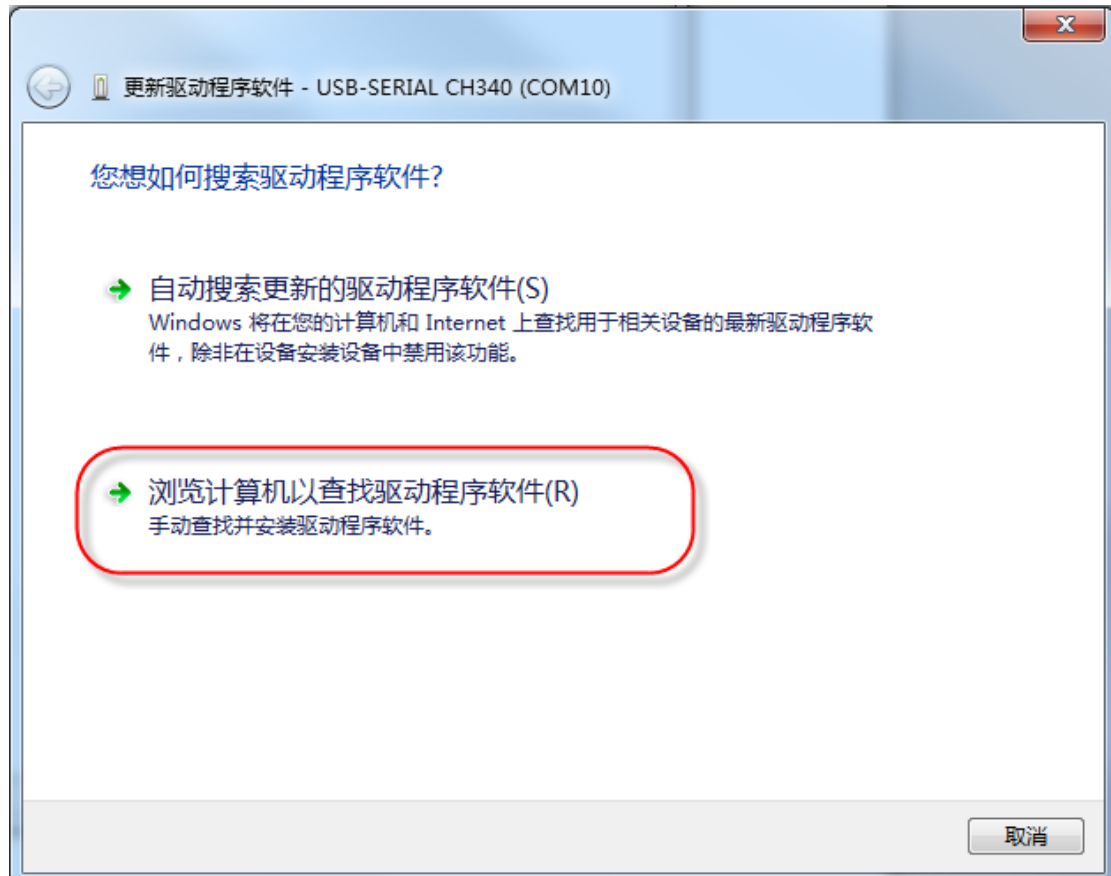 更新驱动程序软件 - USB-SERIAL CH340 (COM10)
您想如何搜索驱动程序软件?
自动搜索更新的驱动程序软件(S)
Windows 将在您的计算机和 Internet 上查找用于相关设备的最新驱动程序软
件，除非在设备安装设备中禁用该功能。
浏览计算机以查找驱动程序软件(R)
手动查找并安装驱动程序软件。
取消